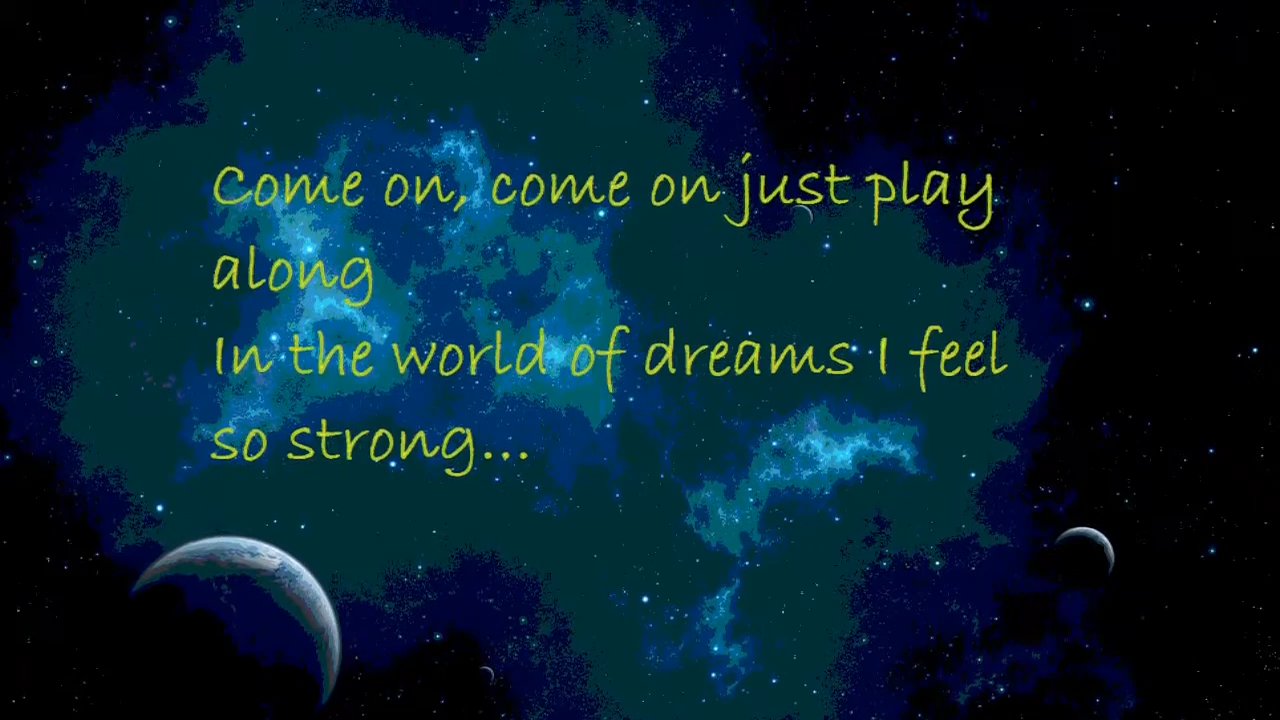 Come on, come on just play
along
In the world of dreams I feel
so strong...